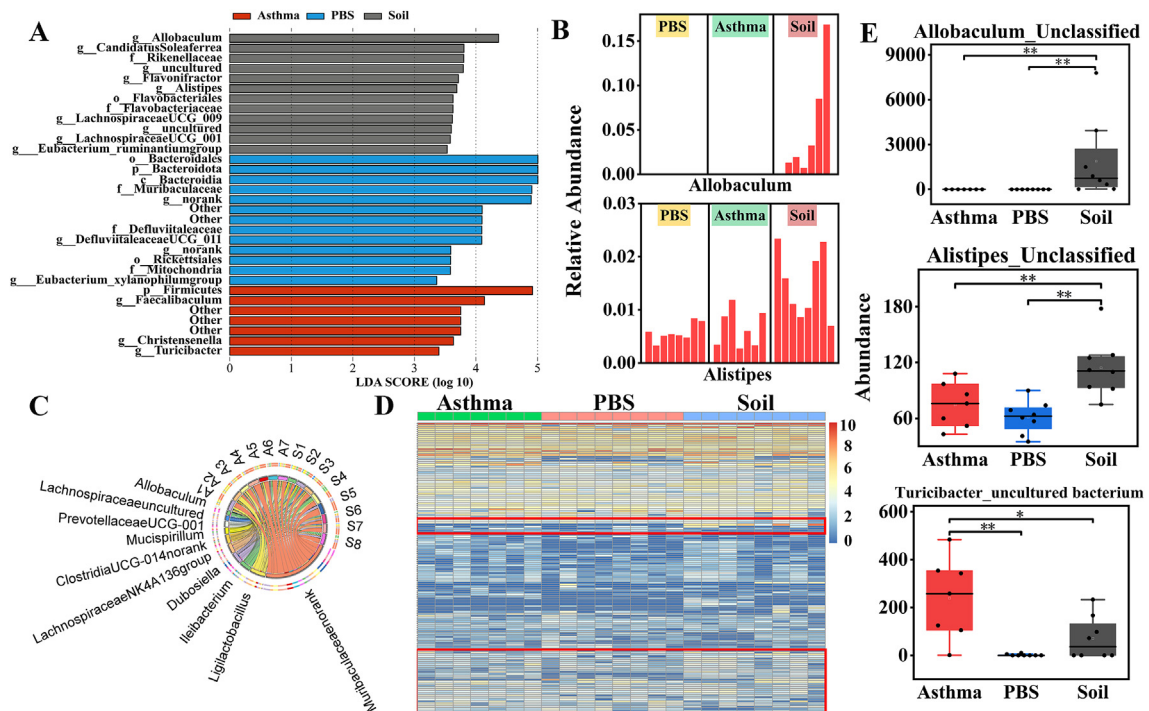 Asthma PBS Soil
A
g__Allobaculum
g__CandidatusSoleaferrea
f__Rikenellaceae
g__uncultured
g__Flavonifractor
g__Alistipes
o__Flavobacteriales
f__Flavobacteriaceae
g__LachnospiraceaeUCG_009
g__uncultured
g__LachnospiraceaeUCG_001
g___Eubacterium_ruminantiumgroup
o__Bacteroidales
p__Bacteroidota
c__Bacteroidia
f__Muribaculaceae
g__norank
Other
Other
f__Defluviitaleaceae
g__DefluviitaleaceaeUCG_011
g__norank
o__Rickettsiales
f__Mitochondria
g___Eubacterium_xylanophilumgroup
p__Firmicutes
g__Faecalibaculum
Other
Other
Other
g__Christensenella
g__Turicibacter
0 1 2 3 4 5
LDA SCORE (log 10)
B
Relative Abundance
PBS Asthma Soil
0.15
0.10
0.05
0.00
Allobaculum
PBS Asthma Soil
0.03
0.02
0.01
0.00
Alistipes
C
A1 A2 A3 A4 A5 A6 A7 S1 S2 S3 S4 S5 S6 S7 S8
Allobaculum
Lachnospiraceaeuncultured
PrevotellaceaeUCG-001
Mucispirillum
ClostridiaUCG-014norank
LachnospiraceaeNK4A136group
Dubosiella
Ileibacterium
Ligilactobacillus
Muribaculaceaenorank
D
Asthma PBS Soil
10
8
6
4
2
0
E
Abundance
Allobaculum_Unclassified
9000
6000
3000
0
**
**
Asthma PBS Soil
Alistipes_Unclassified
180
120
60
**
**
Asthma PBS Soil
Turicibacter_uncultured bacterium
600
400
200
0
*
**
Asthma PBS Soil